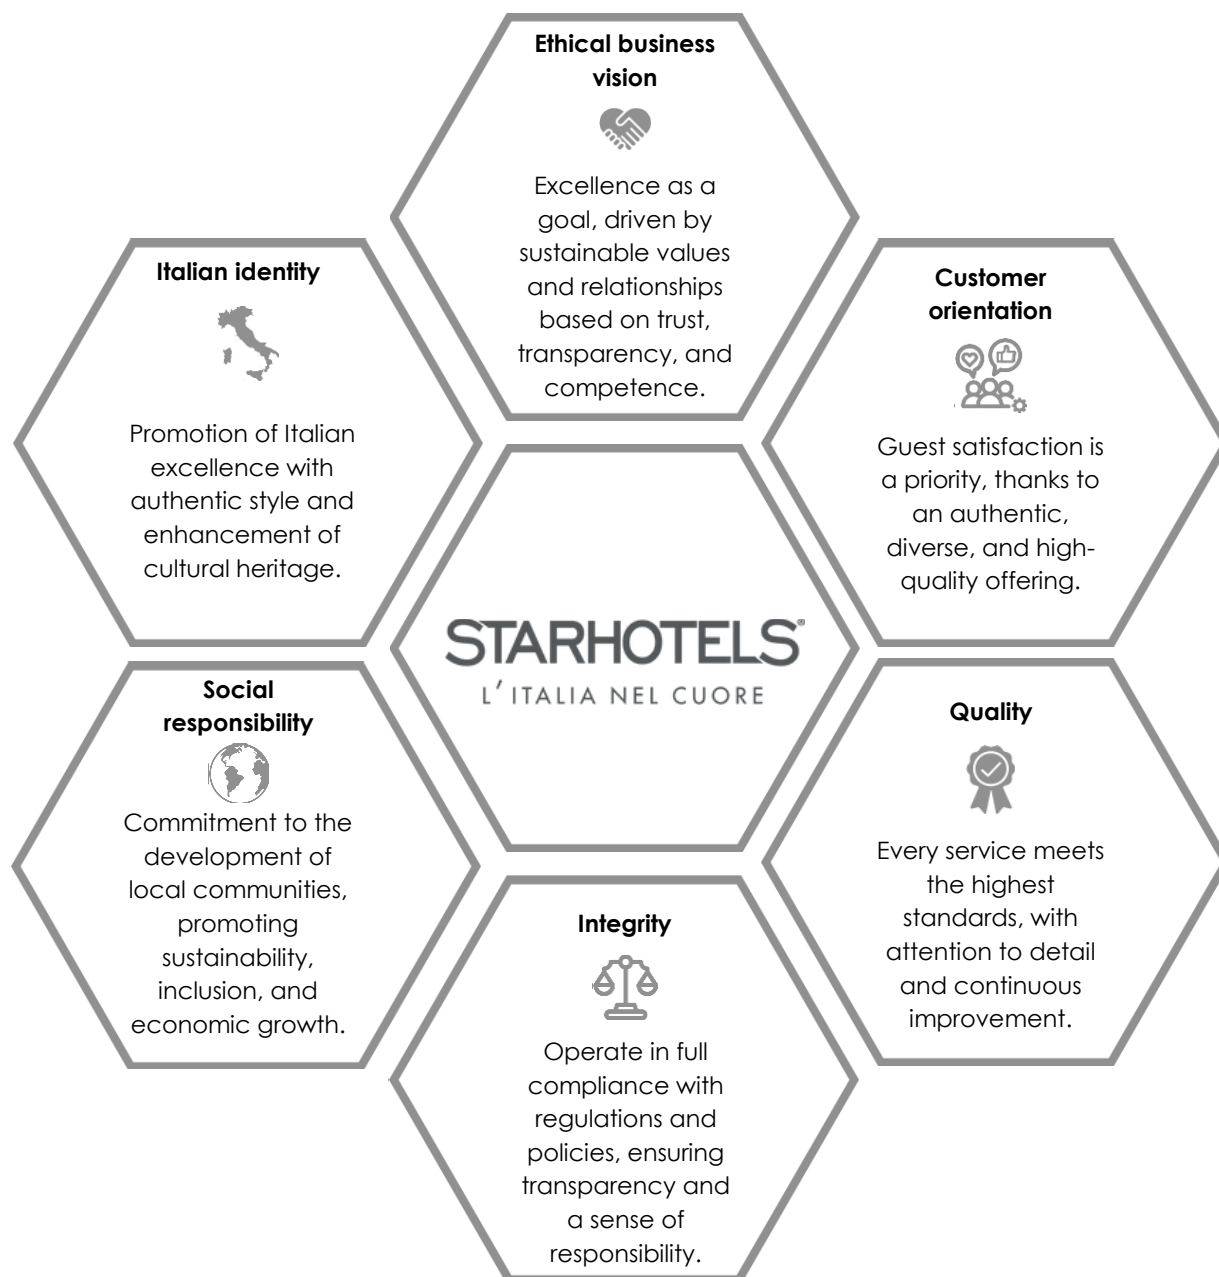 Ethical business
vision
Excellence as a
goal, driven by
sustainable values
and relationships
based on trust,
transparency, and
competence.
Italian identity
Promotion of Italian
excellence with
authentic style and
enhancement of
cultural heritage.
Customer
orientation
Guest satisfaction is
a priority, thanks to
an authentic,
diverse, and high-
quality offering.
STARHOTELS®
L'ITALIA NEL CUORE
Social
responsibility
Commitment to the
development of
local communities,
promoting
sustainability,
inclusion, and
economic growth.
Quality
Every service meets
the highest
standards, with
attention to detail
and continuous
improvement.
Integrity
Operate in full
compliance with
regulations and
policies, ensuring
transparency and
a sense of
responsibility.